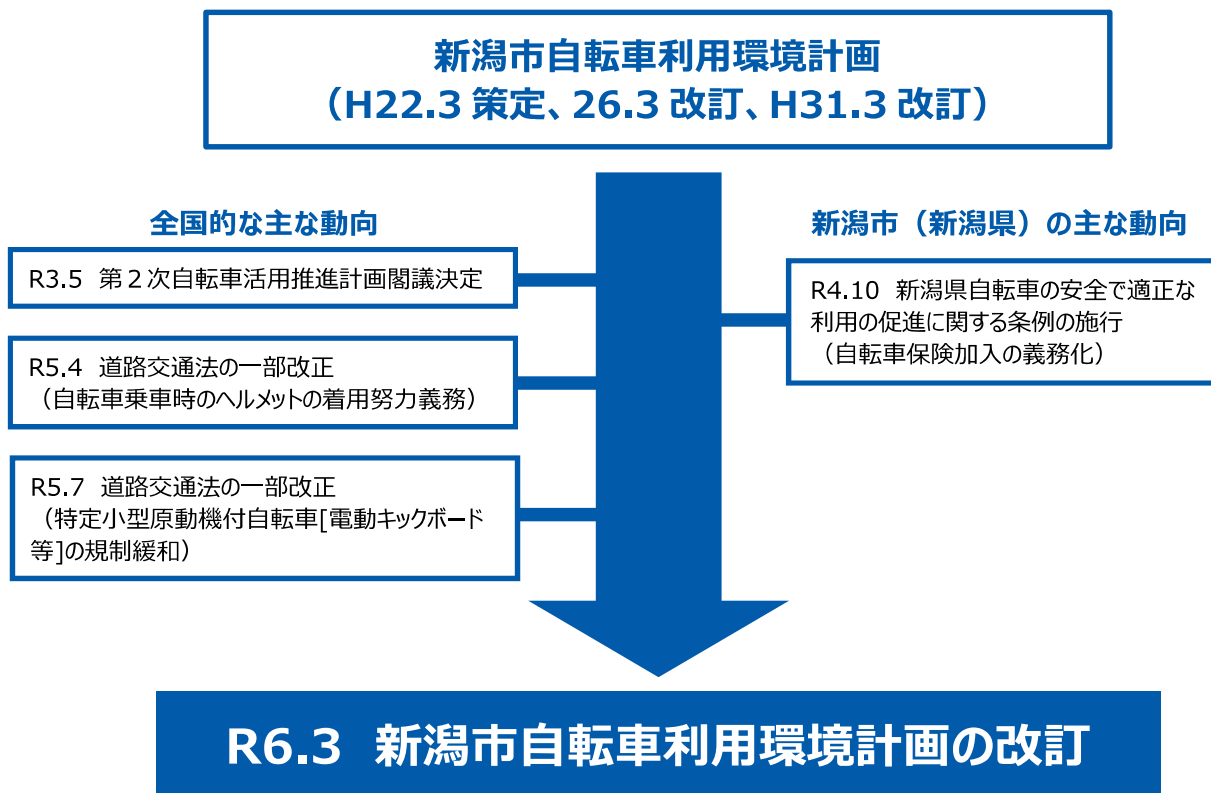 新潟市自転車利用環境計画
（H22.3 策定、26.3 改訂、H31.3 改訂）
全国的な主な動向
R3.5 第２次自転車活用推進計画閣議決定
R5.4 道路交通法の一部改正
（自転車乗車時のヘルメットの着用努力義務）
R5.7 道路交通法の一部改正
（特定小型原動機付自転車[電動キックボード
等]の規制緩和）
新潟市（新潟県）の主な動向
R4.10 新潟県自転車の安全で適正な
利用の促進に関する条例の施行
（自転車保険加入の義務化）
R6.3 新潟市自転車利用環境計画の改訂